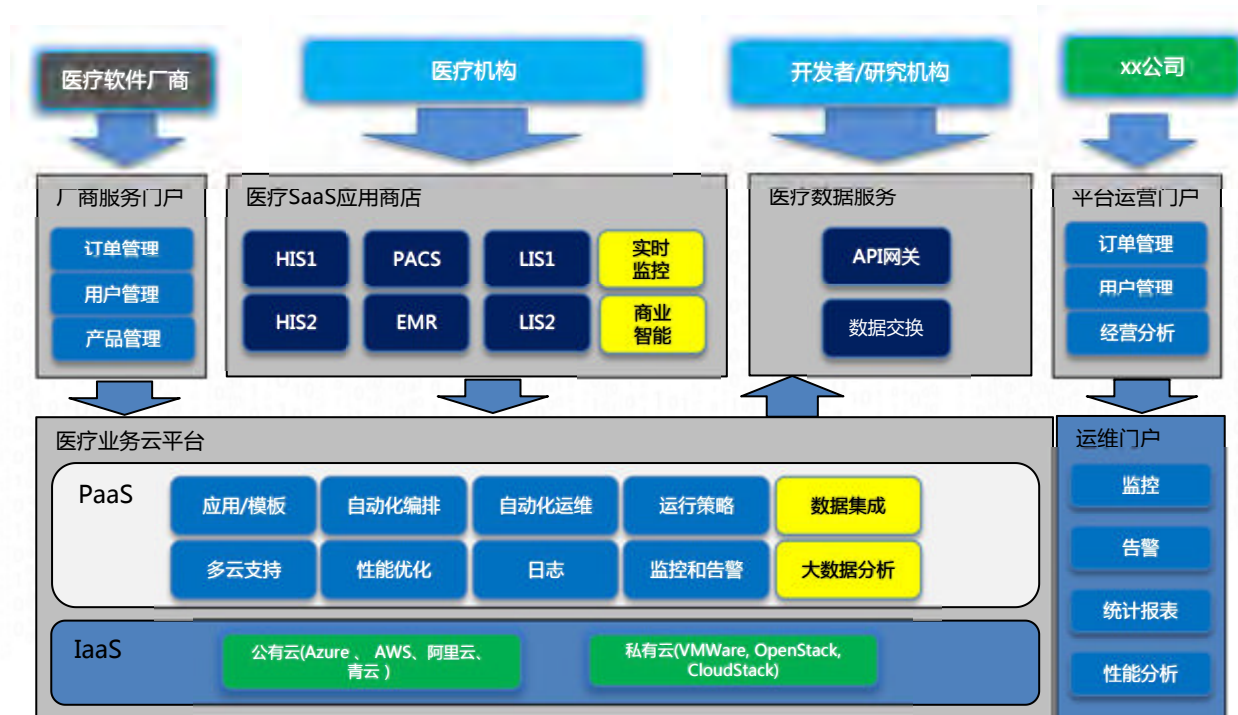 医疗软件厂商
医疗机构
开发者/研究机构
xx公司
厂商服务门户
订单管理
用户管理
产品管理
医疗SaaS应用商店
HIS1
PACS
LIS1
实时
监控
HIS2
EMR
LIS2
商业
智能
医疗数据服务
API网关
数据交换
平台运营门户
订单管理
用户管理
经营分析
医疗业务云平台
PaaS
应用/模板
自动化编排
自动化运维
运行策略
数据集成
多云支持
性能优化
日志
监控和告警
大数据分析
IaaS
公有云(Azure 、 AWS、阿里云、
青云 )
私有云(VMWare, OpenStack,
CloudStack)
运维门户
监控
告警
统计报表
性能分析